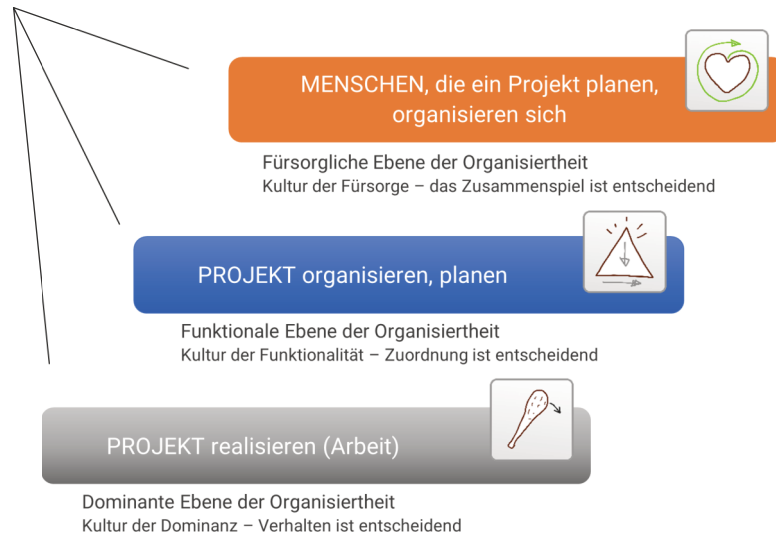 MENSCHEN, die ein Projekt planen,
organisieren sich
Fürsorgliche Ebene der Organisiertheit
Kultur der Fürsorge – das Zusammenspiel ist entscheidend
PROJEKT organisieren, planen
Funktionale Ebene der Organisiertheit
Kultur der Funktionalität – Zuordnung ist entscheidend
PROJEKT realisieren (Arbeit)
Dominante Ebene der Organisiertheit
Kultur der Dominanz – Verhalten ist entscheidend